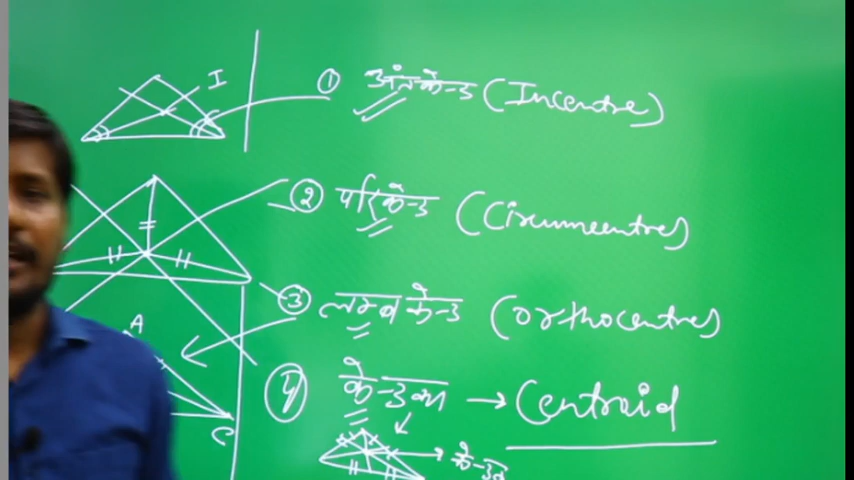 I
① अंतःकेन्द्र (Incentre)
② परिकेन्द्र (Circumcentre)
③ लम्बकेन्द्र (Orthocentre)
A
④ केन्द्रक → Centroid
C